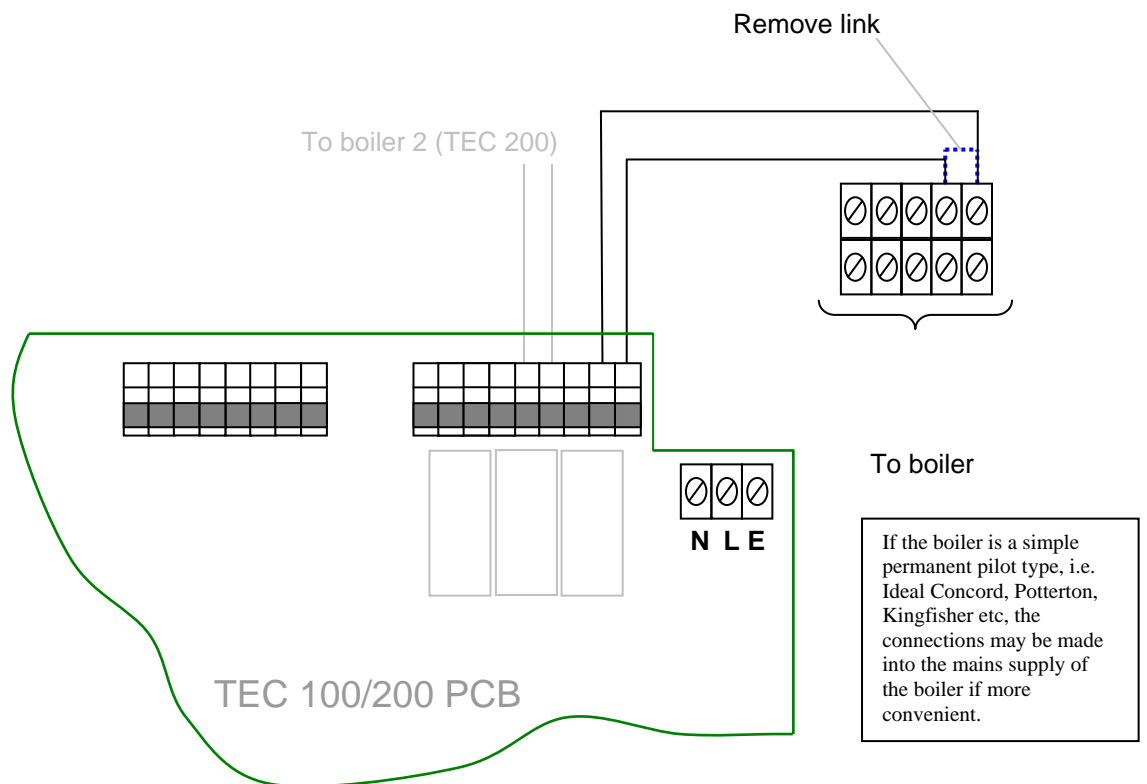 Remove link
To boiler 2 (TEC 200)
N L E
To boiler
If the boiler is a simple
permanent pilot type, i.e.
Ideal Concord, Potterton,
Kingfisher etc, the
connections may be made
into the mains supply of
the boiler if more
convenient.
TEC 100/200 PCB